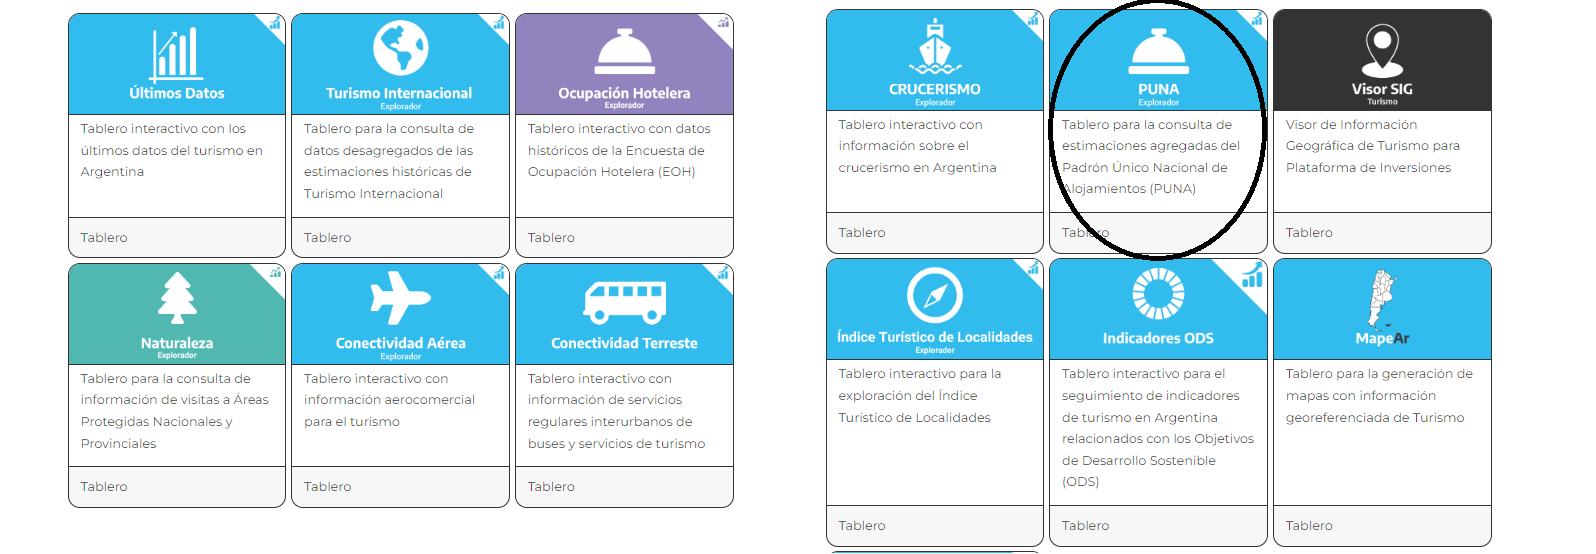 Últimos Datos
Tablero interactivo con los
últimos datos del turismo en
Argentina
Tablero
Turismo Internacional
Explorador
Tablero para la consulta de
datos desagregados de las
estimaciones históricas de
Turismo Internacional
Tablero
Ocupación Hotelera
Explorador
Tablero interactivo con datos
históricos de la Encuesta de
Ocupación Hotelera (EOH)
Tablero
Naturaleza
Explorador
Tablero para la consulta de
información de visitas a Áreas
Protegidas Nacionales y
Provinciales
Tablero
Conectividad Aérea
Explorador
Tablero interactivo con
información aerocomercial
para el turismo
Tablero
Conectividad Terreste
Tablero interactivo con
información de servicios
regulares interurbanos de
buses y servicios de turismo
Tablero
CRUCERISMO
Explorador
Tablero interactivo con
información sobre el
crucerismo en Argentina
Tablero
PUNA
Explorador
Tablero para la consulta de
estimaciones agregadas del
Padrón Único Nacional de
Alojamientos (PUNA)
Tablero
Visor SIG
Turismo
Visor de Información
Geográfica de Turismo para
Plataforma de Inversiones
Tablero
Índice Turístico de Localidades
Explorador
Tablero interactivo para la
exploración del Índice
Turístico de Localidades
Tablero
Indicadores ODS
Tablero interactivo para el
seguimiento de indicadores
de turismo en Argentina
relacionados con los Objetivos
de Desarrollo Sostenible
(ODS)
Tablero
MapeAr
Tablero para la generación de
mapas con información
georeferenciada de Turismo
Tablero